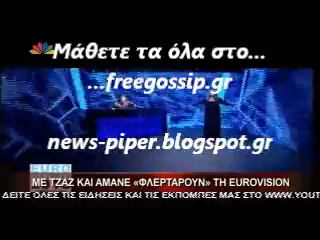 Μάθετε τα όλα στο...
...freegossip.gr
news-piper.blogspot.gr
EURO
ΜΕ ΤΖΑΖ ΚΑΙ ΑΜΑΝΕ «ΦΛΕΡΤΑΡΟΥΝ» ΤΗ EUROVISION
ΔΕΙΤΕ ΟΛΕΣ ΤΙΣ ΕΙΔΗΣΕΙΣ ΚΑΙ ΤΙΣ ΕΚΠΟΜΠΕΣ ΜΑΣ ΣΤΟ WWW.YOUT